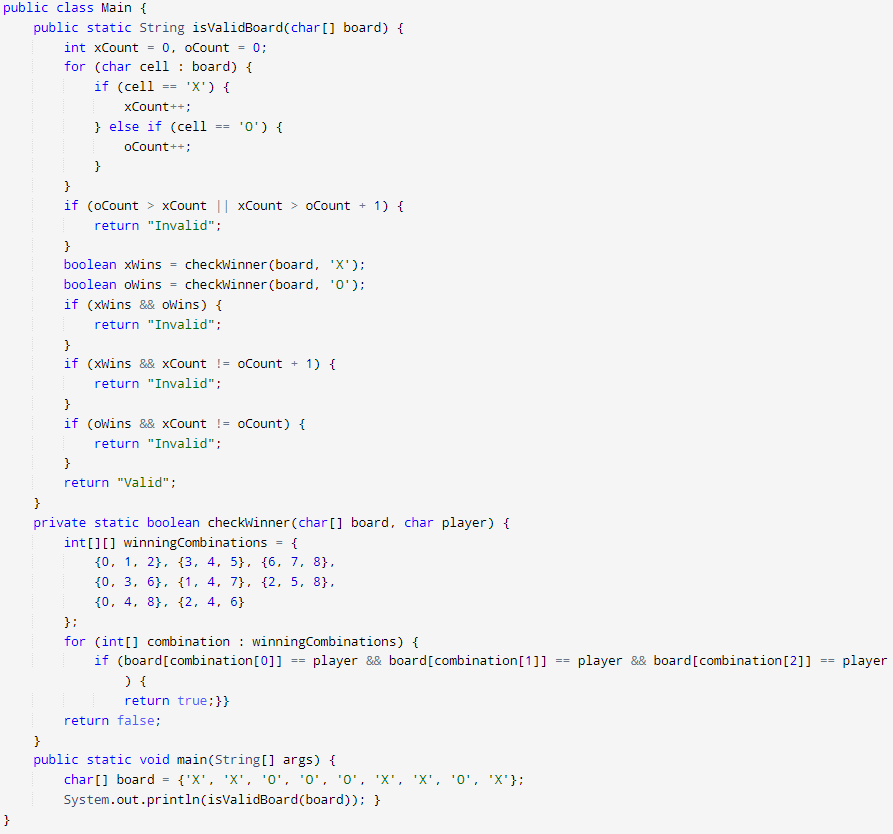 public class Main {
    public static String isValidBoard(char[] board) {
        int xCount = 0, oCount = 0;
        for (char cell : board) {
            if (cell == 'X') {
                xCount++;
            } else if (cell == 'O') {
                oCount++;
            }
        }
        if (oCount > xCount || xCount > oCount + 1) {
            return "Invalid";
        }
        boolean xWins = checkWinner(board, 'X');
        boolean oWins = checkWinner(board, 'O');
        if (xWins && oWins) {
            return "Invalid";
        }
        if (xWins && xCount != oCount + 1) {
            return "Invalid";
        }
        if (oWins && xCount != oCount) {
            return "Invalid";
        }
        return "Valid";
    }
    private static boolean checkWinner(char[] board, char player) {
        int[][] winningCombinations = {
            {0, 1, 2}, {3, 4, 5}, {6, 7, 8},
            {0, 3, 6}, {1, 4, 7}, {2, 5, 8},
            {0, 4, 8}, {2, 4, 6}
        };
        for (int[] combination : winningCombinations) {
            if (board[combination[0]] == player && board[combination[1]] == player && board[combination[2]] == player
                ) {
                return true;}}
        return false;
    }
    public static void main(String[] args) {
        char[] board = {'X', 'X', 'O', 'O', 'O', 'X', 'X', 'O', 'X'};
        System.out.println(isValidBoard(board)); }
}